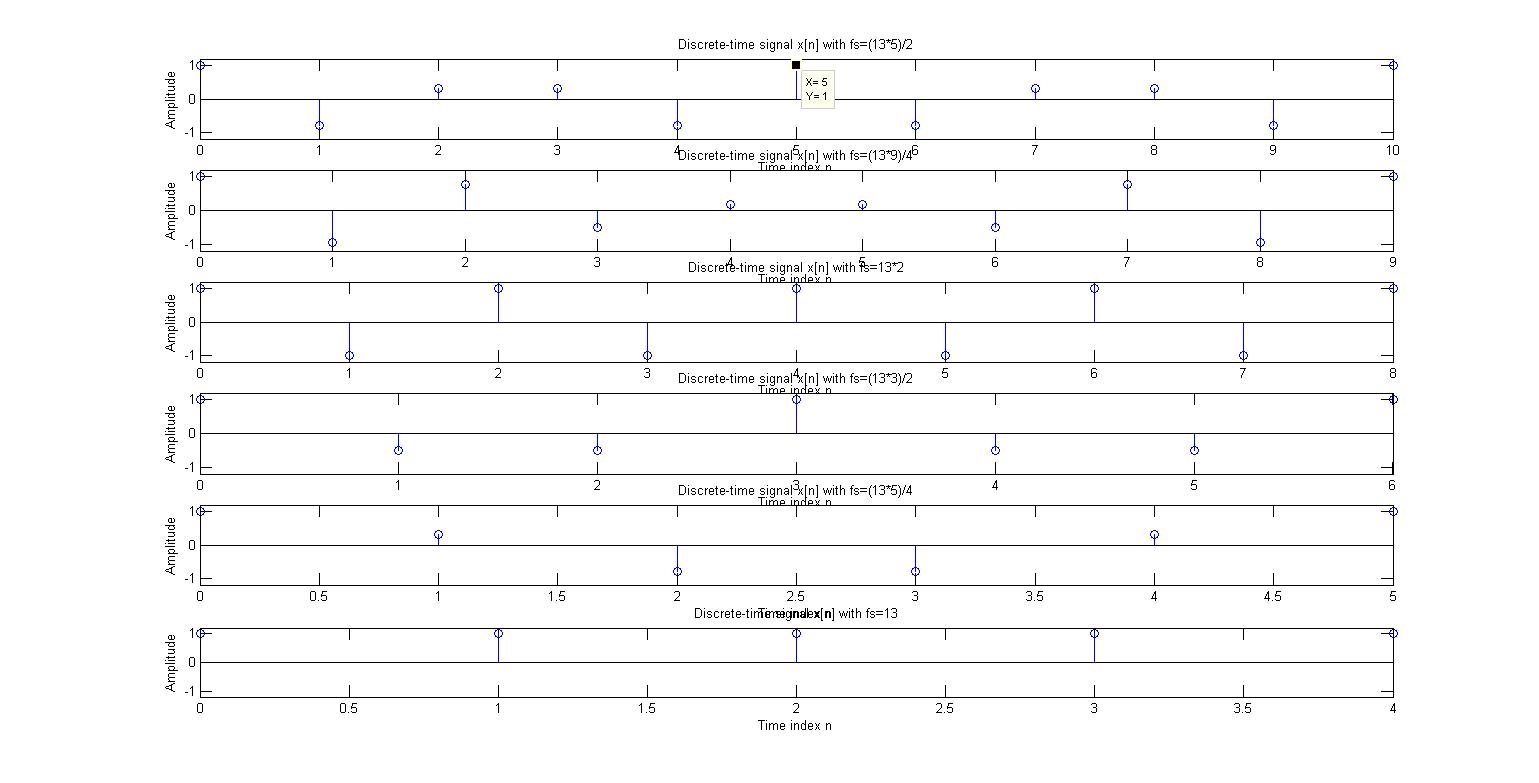 Discrete-time signal x[n] with fs=(13*5)/2
Amplitude
1
0
-1
X= 5
Y= 1
0 1 2 3 4 5 6 7 8 9 10
Time index n
Discrete-time signal x[n] with fs=(13*9)/4
Amplitude
1
0
-1
0 1 2 3 4 5 6 7 8 9
Time index n
Discrete-time signal x[n] with fs=13*2
Amplitude
1
0
-1
0 1 2 3 4 5 6 7 8
Time index n
Discrete-time signal x[n] with fs=(13*3)/2
Amplitude
1
0
-1
0 1 2 3 4 5 6
Time index n
Discrete-time signal x[n] with fs=(13*5)/4
Amplitude
1
0
-1
0 0.5 1 1.5 2 2.5 3 3.5 4 4.5 5
Time index n
Discrete-time signal x[n] with fs=13
Amplitude
1
0
-1
0 0.5 1 1.5 2 2.5 3 3.5 4
Time index n